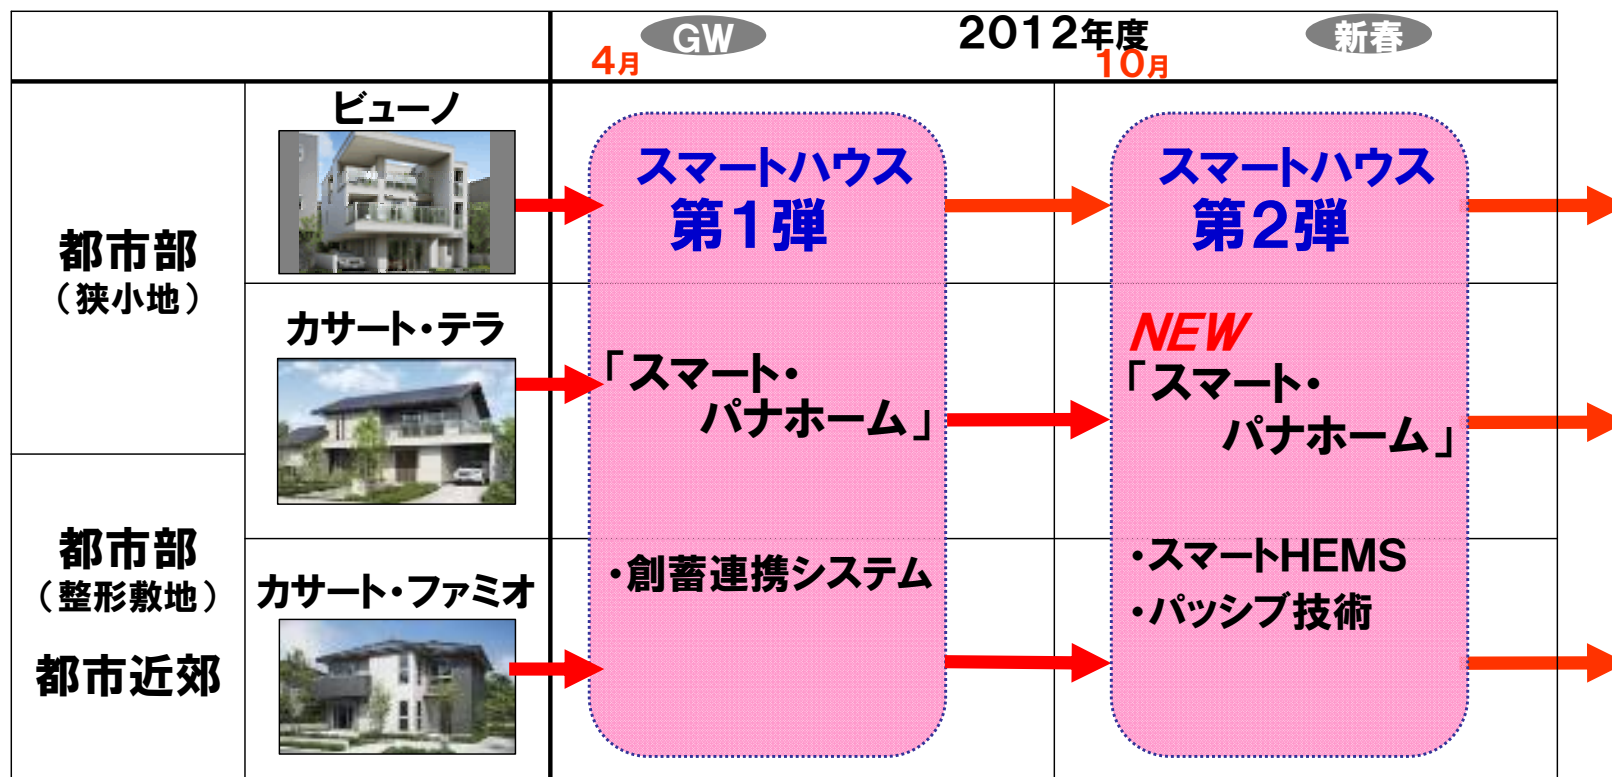 GW
2012年度
新春
4月
10月
都市部
（狭小地）
ビューノ
スマートハウス
第1弾
スマートハウス
第2弾
カサート・テラ
「スマート・
パナホーム」
NEW
「スマート・
パナホーム」
都市部
（整形敷地）
都市近郊
カサート・ファミオ
・創蓄連携システム
・スマートHEMS
・パッシブ技術